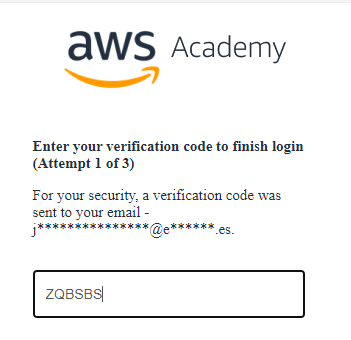 aws Academy
Enter your verification code to finish login
(Attempt 1 of 3)
For your security, a verification code was
sent to your email -
j***************@e******.es.
ZQBSBS